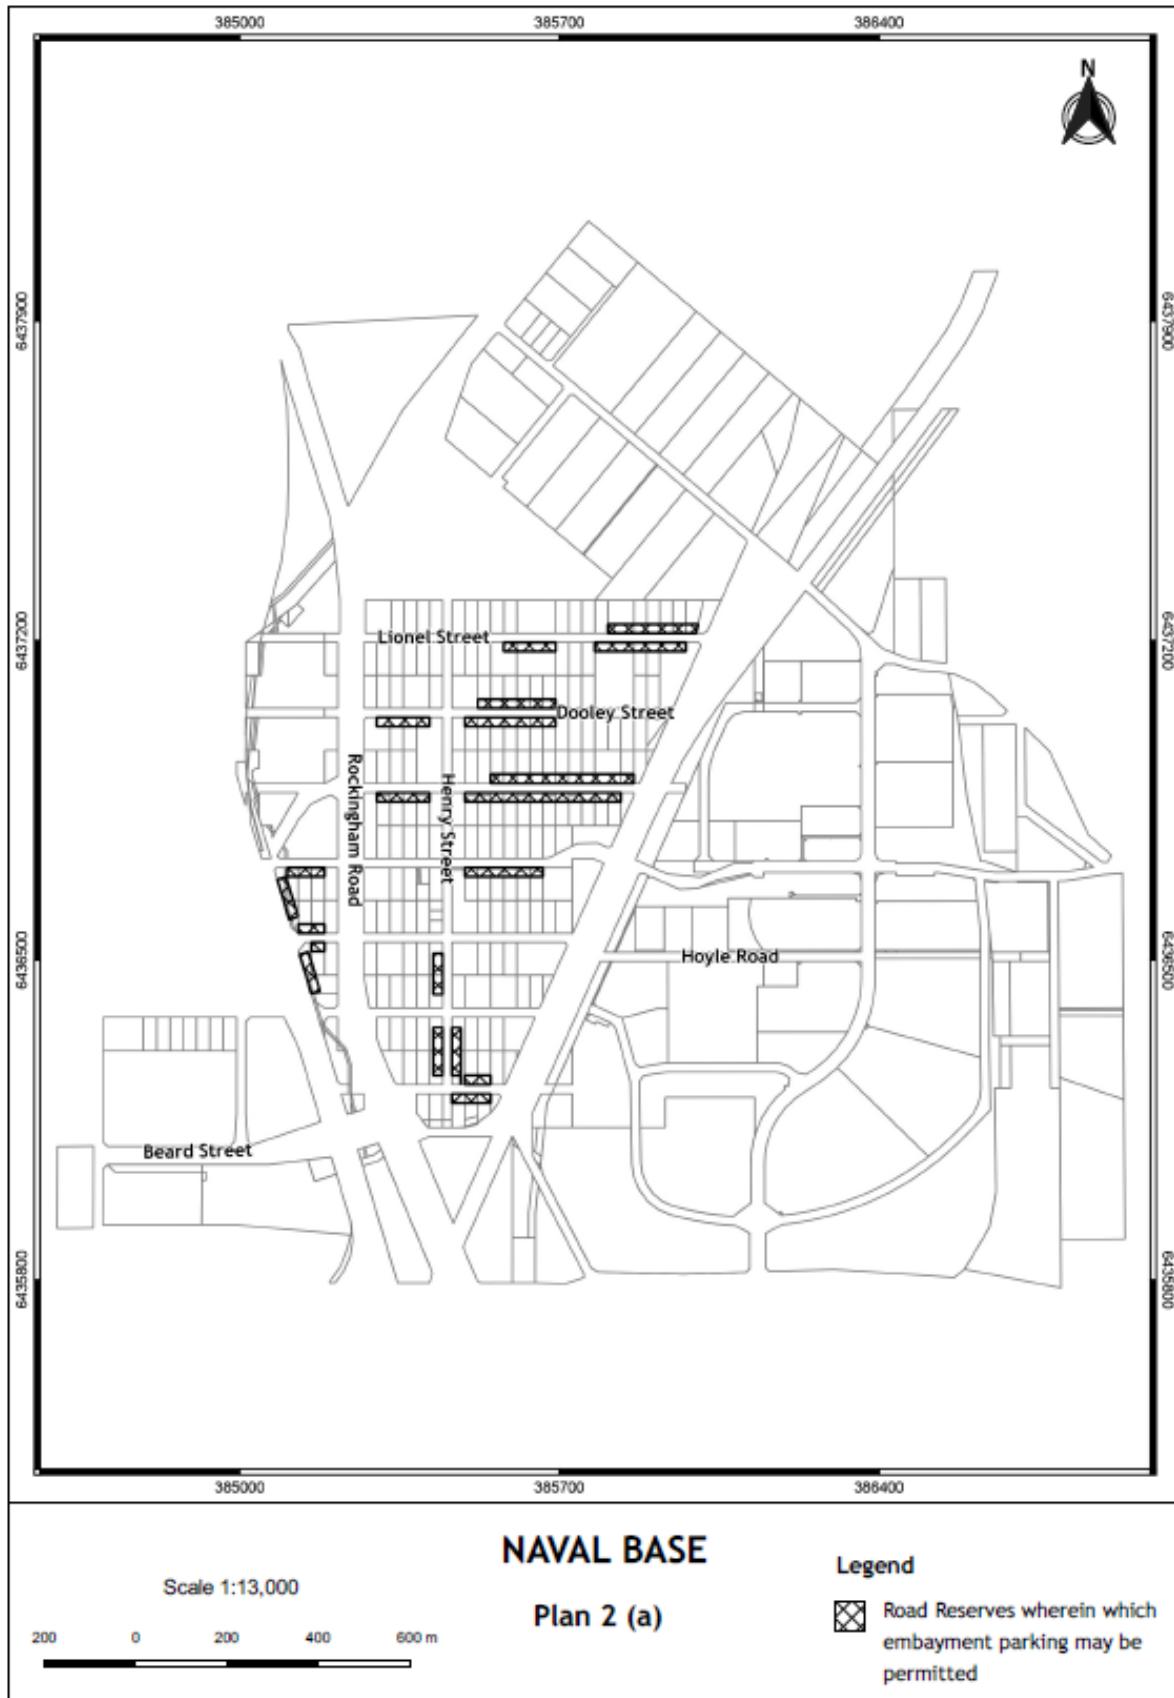 385000 385700 386400
N
6437900 6437900
6437200 6437200
Lionel Street
Dooley Street
Rockingham Road
Henry Street
6436500 6436500
Hoyle Road
Beard Street
6435800 6435800
385000 385700 386400
NAVAL BASE
Plan 2 (a)
Scale 1:13,000
200 0 200 400 600 m
Legend
Road Reserves wherein which
embayment parking may be
permitted